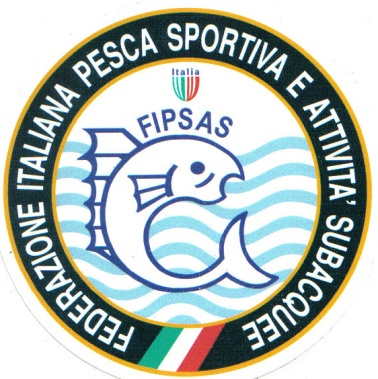 FEDERAZIONE ITALIANA PESCA SPORTIVA E ATTIVITA' SUBACQUEE
Italia
FIPSAS